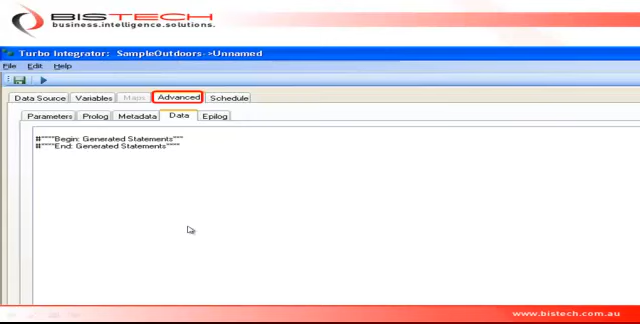 BISTECH
business.intelligence.solutions.
Turbo Integrator: SampleOutdoors->Unnamed
File Edit Help
Data Source Variables Maps Advanced Schedule
Parameters Prolog Metadata Data Epilog
#****Begin: Generated Statements***
#****End: Generated Statements****
www.bistech.com.au